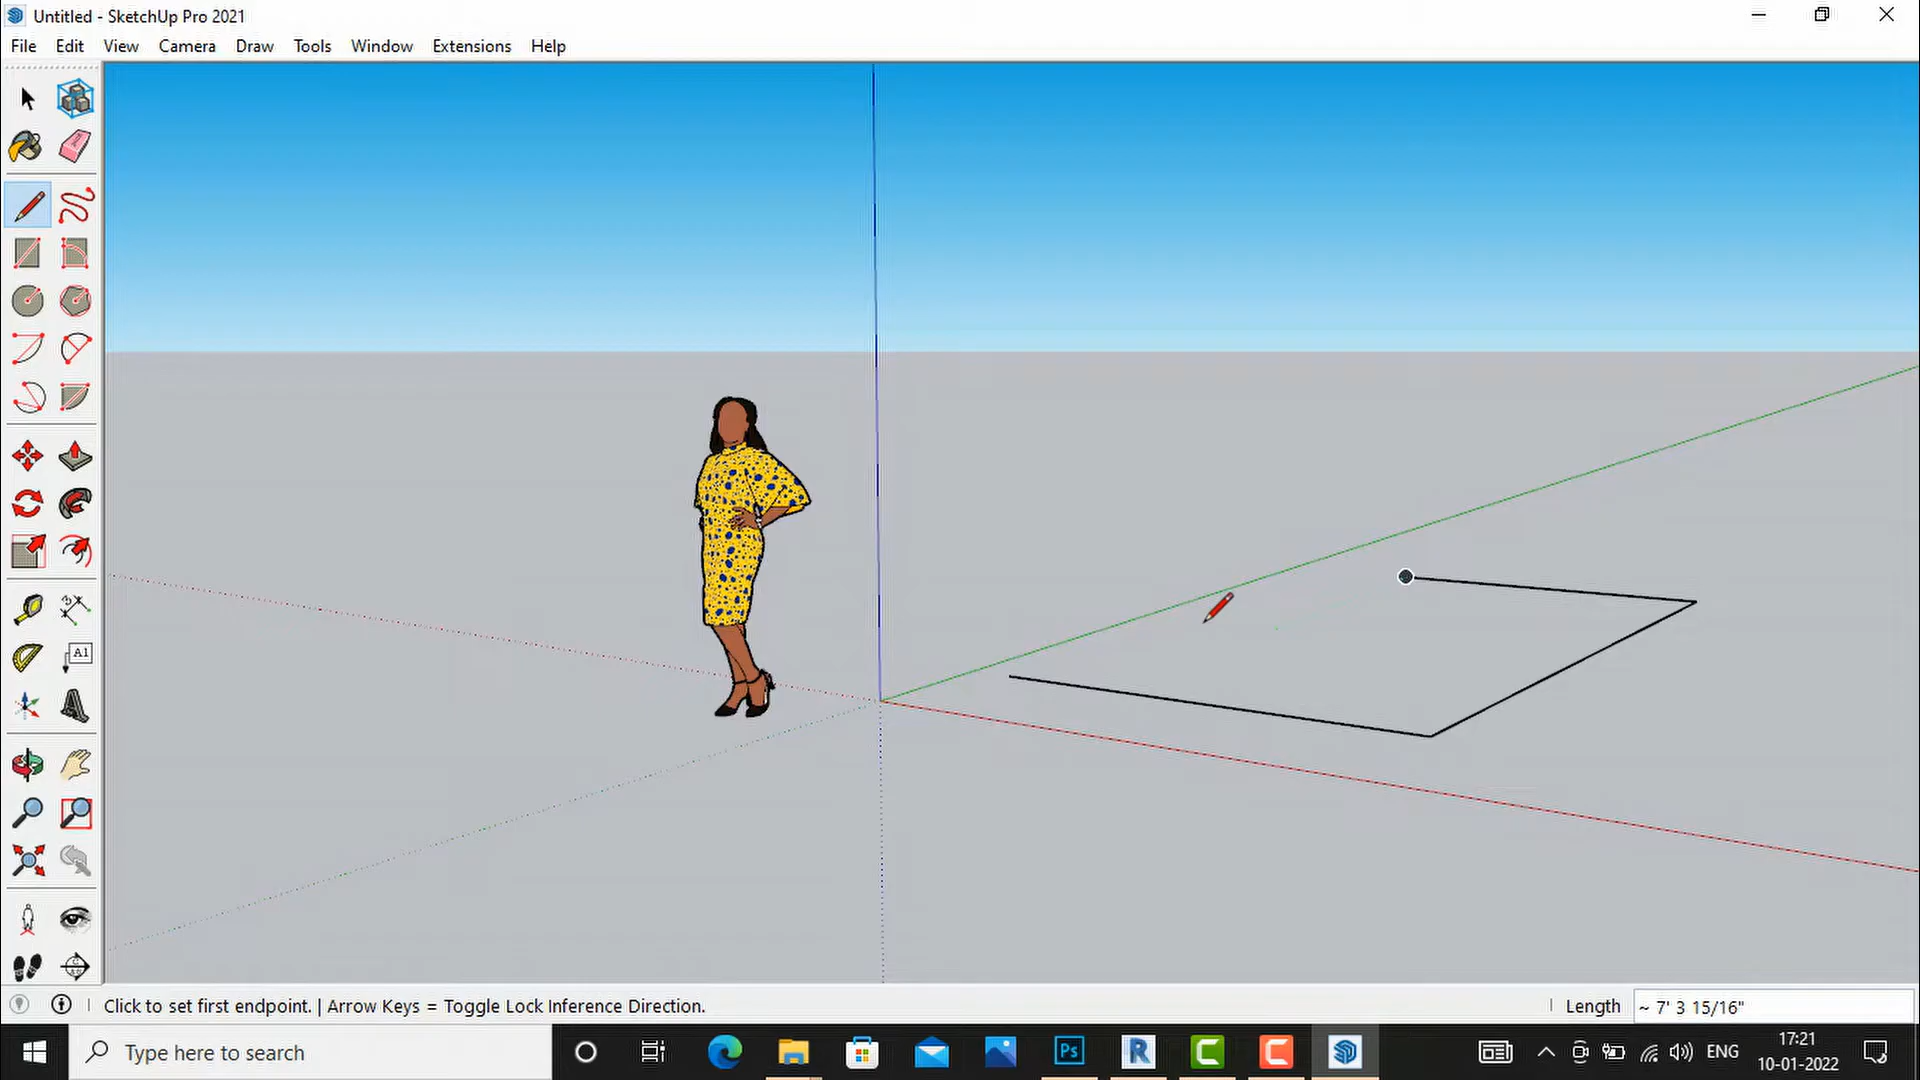 Untitled - SketchUp Pro 2021
File Edit View Camera Draw Tools Window Extensions Help
A1
Click to set first endpoint. | Arrow Keys = Toggle Lock Inference Direction.
Length ~ 7' 3 15/16"
Type here to search
Ps
R
ENG
17:21
10-01-2022